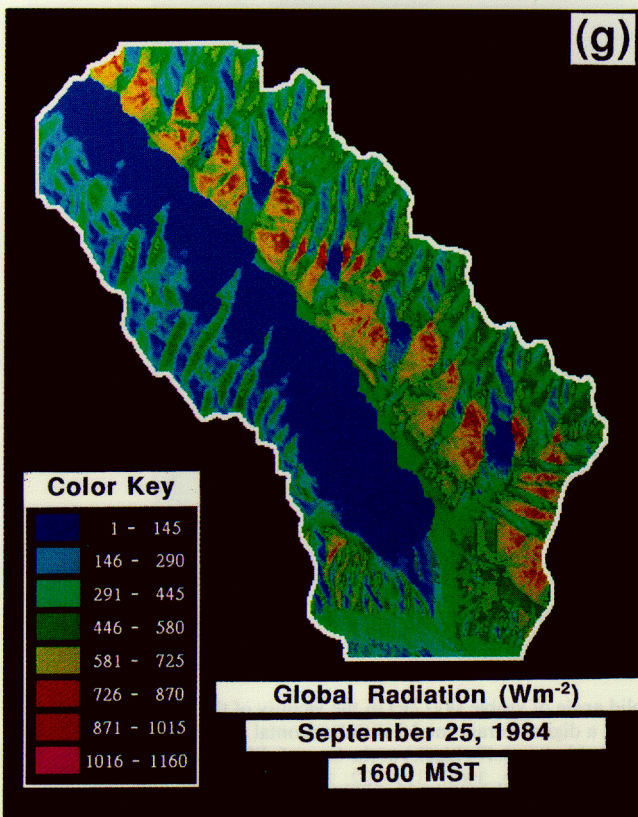 (g)
Color Key
1 - 145
146 - 290
291 - 445
446 - 580
581 - 725
726 - 870
871 - 1015
1016 - 1160
Global Radiation (Wm-2)
September 25, 1984
1600 MST